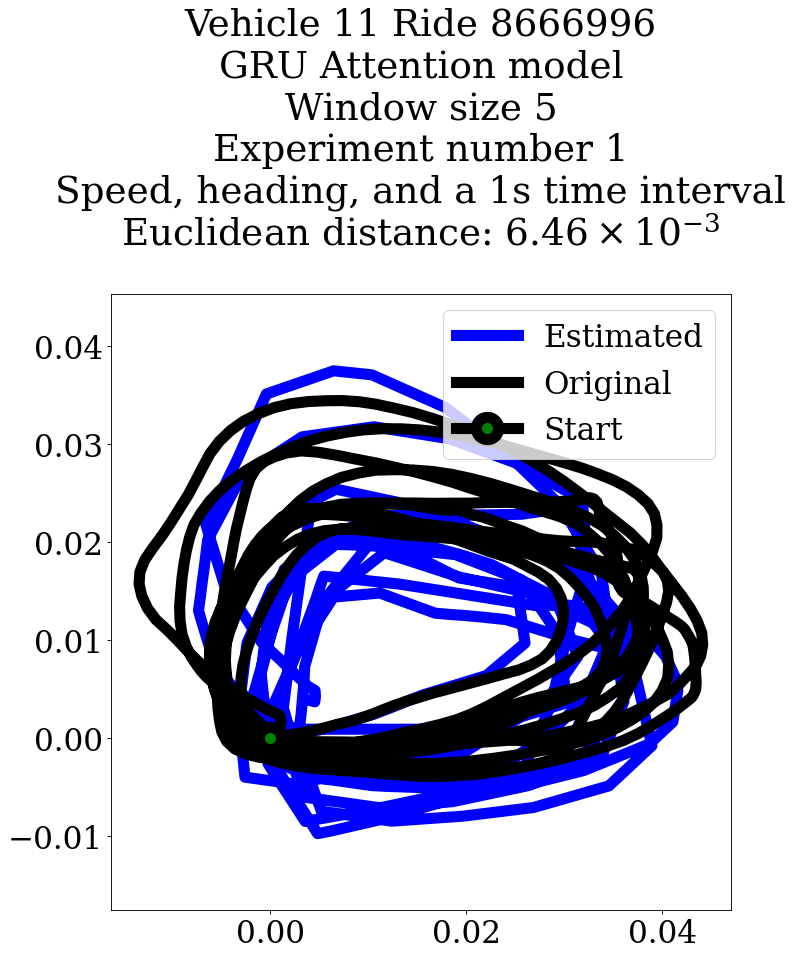 Vehicle 11 Ride 8666996
GRU Attention model
Window size 5
Experiment number 1
Speed, heading, and a 1s time interval
Euclidean distance: 6.46 × 10⁻³
Estimated
Original
Start
0.04
0.03
0.02
0.01
0.00
−0.01
0.00 0.02 0.04